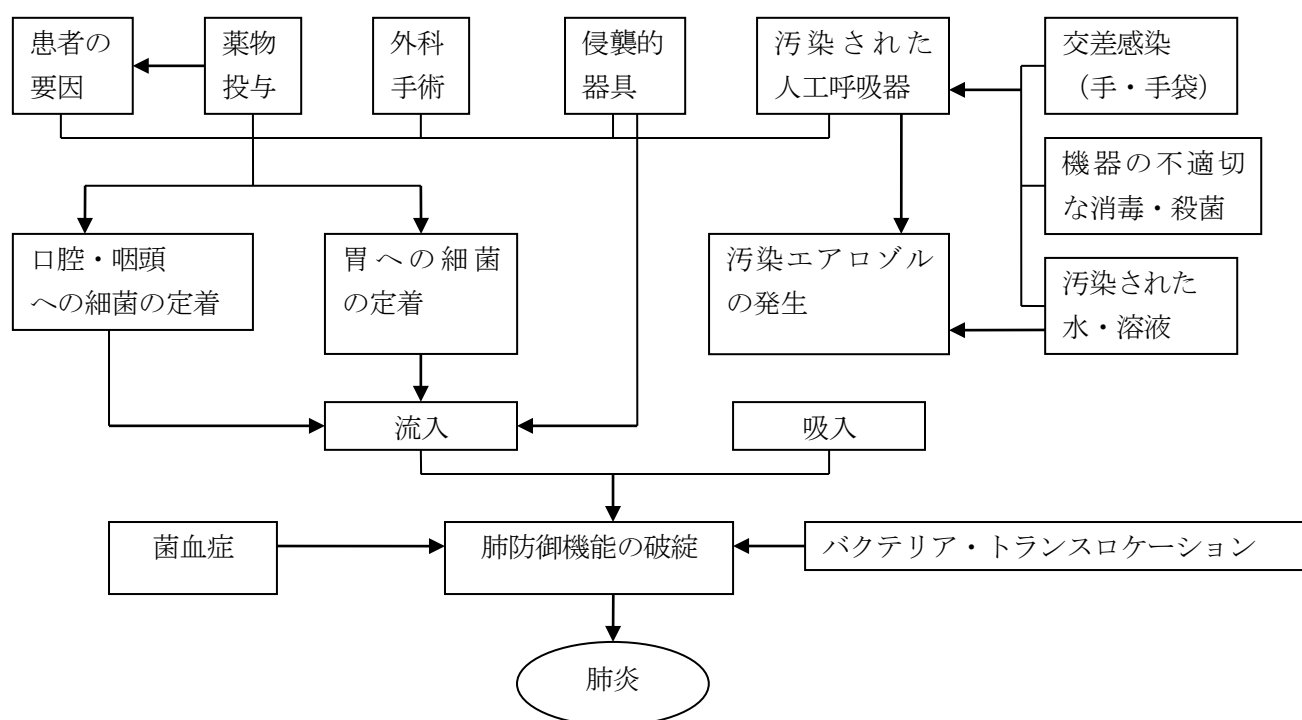 患者の
要因
薬物
投与
外科
手術
侵襲的
器具
汚染された
人工呼吸器
交差感染
(手・手袋)
機器の不適切
な消毒・殺菌
口腔・咽頭
への細菌の定着
胃への細菌
の定着
汚染エアロゾル
の発生
汚染された
水・溶液
流入
吸入
菌血症
肺防御機能の破綻
バクテリア・トランスロケーション
肺炎